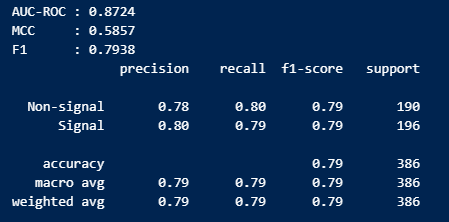 AUC-ROC : 0.8724
MCC     : 0.5857
F1      : 0.7938
              precision    recall  f1-score   support

  Non-signal       0.78      0.80      0.79       190
      Signal       0.80      0.79      0.79       196

    accuracy                           0.79       386
   macro avg       0.79      0.79      0.79       386
weighted avg       0.79      0.79      0.79       386